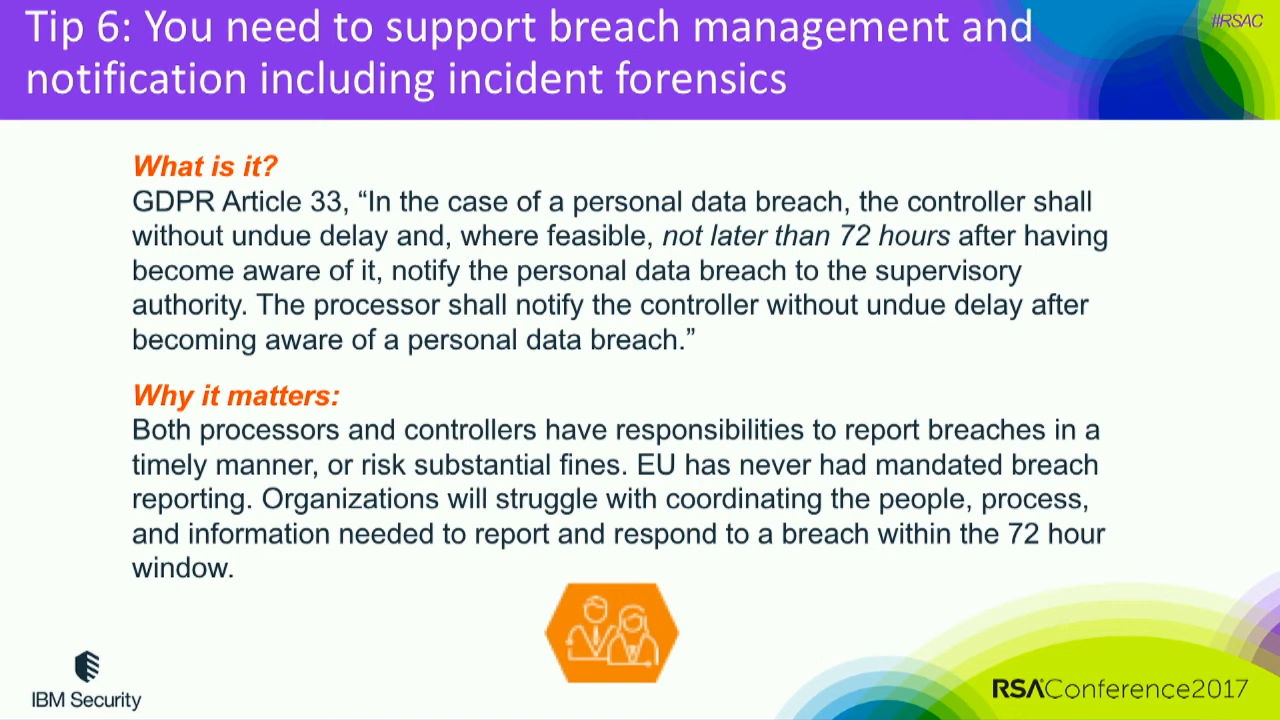 Tip 6: You need to support breach management and
notification including incident forensics
#RSAC
What is it?
GDPR Article 33, “In the case of a personal data breach, the controller shall
without undue delay and, where feasible, not later than 72 hours after having
become aware of it, notify the personal data breach to the supervisory
authority. The processor shall notify the controller without undue delay after
becoming aware of a personal data breach.”
Why it matters:
Both processors and controllers have responsibilities to report breaches in a
timely manner, or risk substantial fines. EU has never had mandated breach
reporting. Organizations will struggle with coordinating the people, process,
and information needed to report and respond to a breach within the 72 hour
window.
IBM Security
RSAConference2017